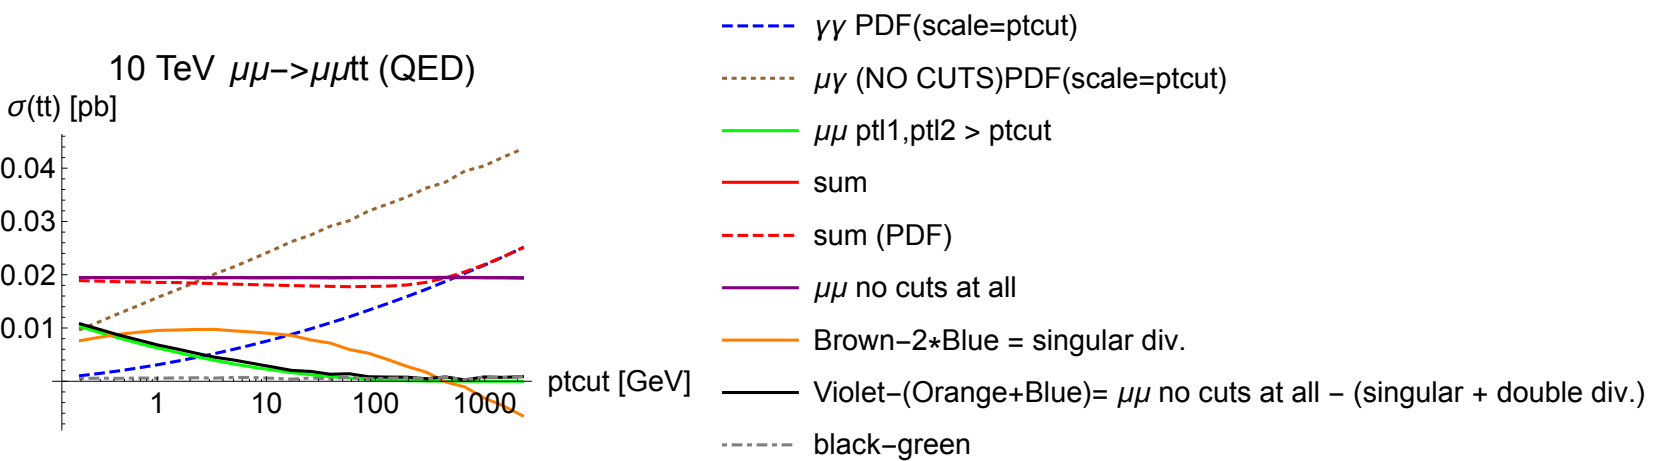 10 TeV μμ−>μμtt (QED)
σ(tt) [pb]
0.04
0.03
0.02
0.01
1
10
100
1000
ptcut [GeV]
γγ PDF(scale=ptcut)
μγ (NO CUTS)PDF(scale=ptcut)
μμ ptl1,ptl2 > ptcut
sum
sum (PDF)
μμ no cuts at all
Brown−2*Blue = singular div.
Violet−(Orange+Blue)= μμ no cuts at all − (singular + double div.)
black−green